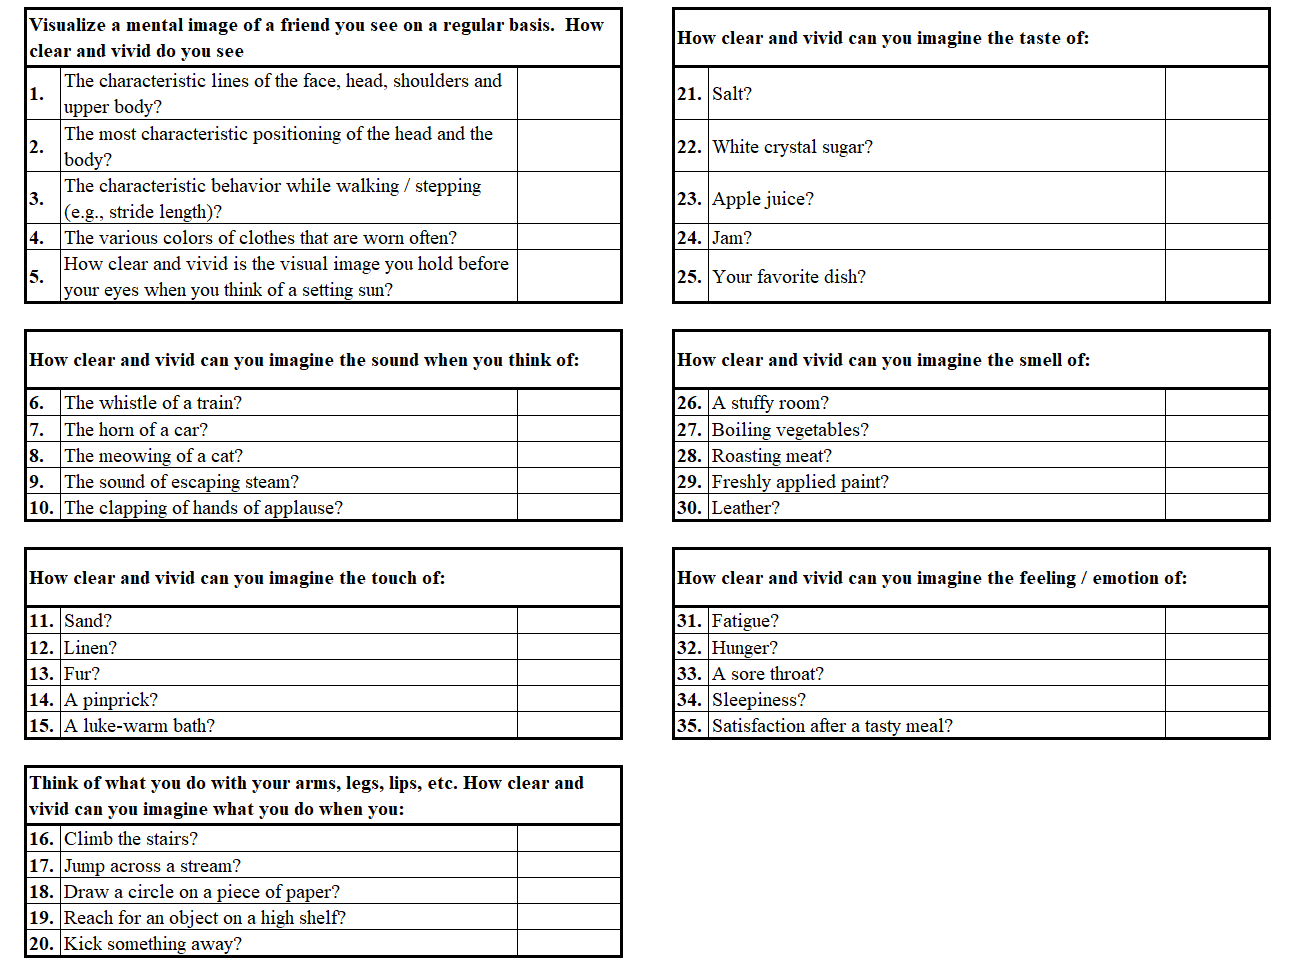 Visualize a mental image of a friend you see on a regular basis.  How
clear and vivid do you see
1. The characteristic lines of the face, head, shoulders and
upper body?
2. The most characteristic positioning of the head and the
body?
3. The characteristic behavior while walking / stepping
(e.g., stride length)?
4. The various colors of clothes that are worn often?
5. How clear and vivid is the visual image you hold before
your eyes when you think of a setting sun?
How clear and vivid can you imagine the sound when you think of:
6. The whistle of a train?
7. The horn of a car?
8. The meowing of a cat?
9. The sound of escaping steam?
10. The clapping of hands of applause?
How clear and vivid can you imagine the touch of:
11. Sand?
12. Linen?
13. Fur?
14. A pinprick?
15. A luke-warm bath?
Think of what you do with your arms, legs, lips, etc. How clear and
vivid can you imagine what you do when you:
16. Climb the stairs?
17. Jump across a stream?
18. Draw a circle on a piece of paper?
19. Reach for an object on a high shelf?
20. Kick something away?
How clear and vivid can you imagine the taste of:
21. Salt?
22. White crystal sugar?
23. Apple juice?
24. Jam?
25. Your favorite dish?
How clear and vivid can you imagine the smell of:
26. A stuffy room?
27. Boiling vegetables?
28. Roasting meat?
29. Freshly applied paint?
30. Leather?
How clear and vivid can you imagine the feeling / emotion of:
31. Fatigue?
32. Hunger?
33. A sore throat?
34. Sleepiness?
35. Satisfaction after a tasty meal?